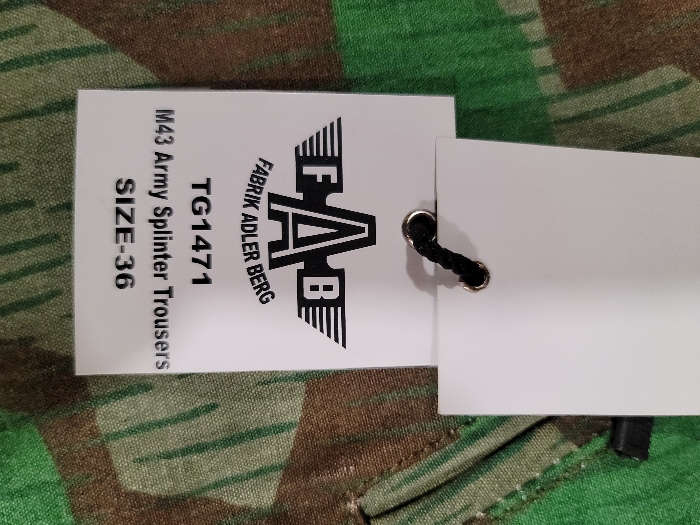 FAB
FABRIK ADLER BERG
TG1471
M43 Army Splinter Trousers
SIZE-36